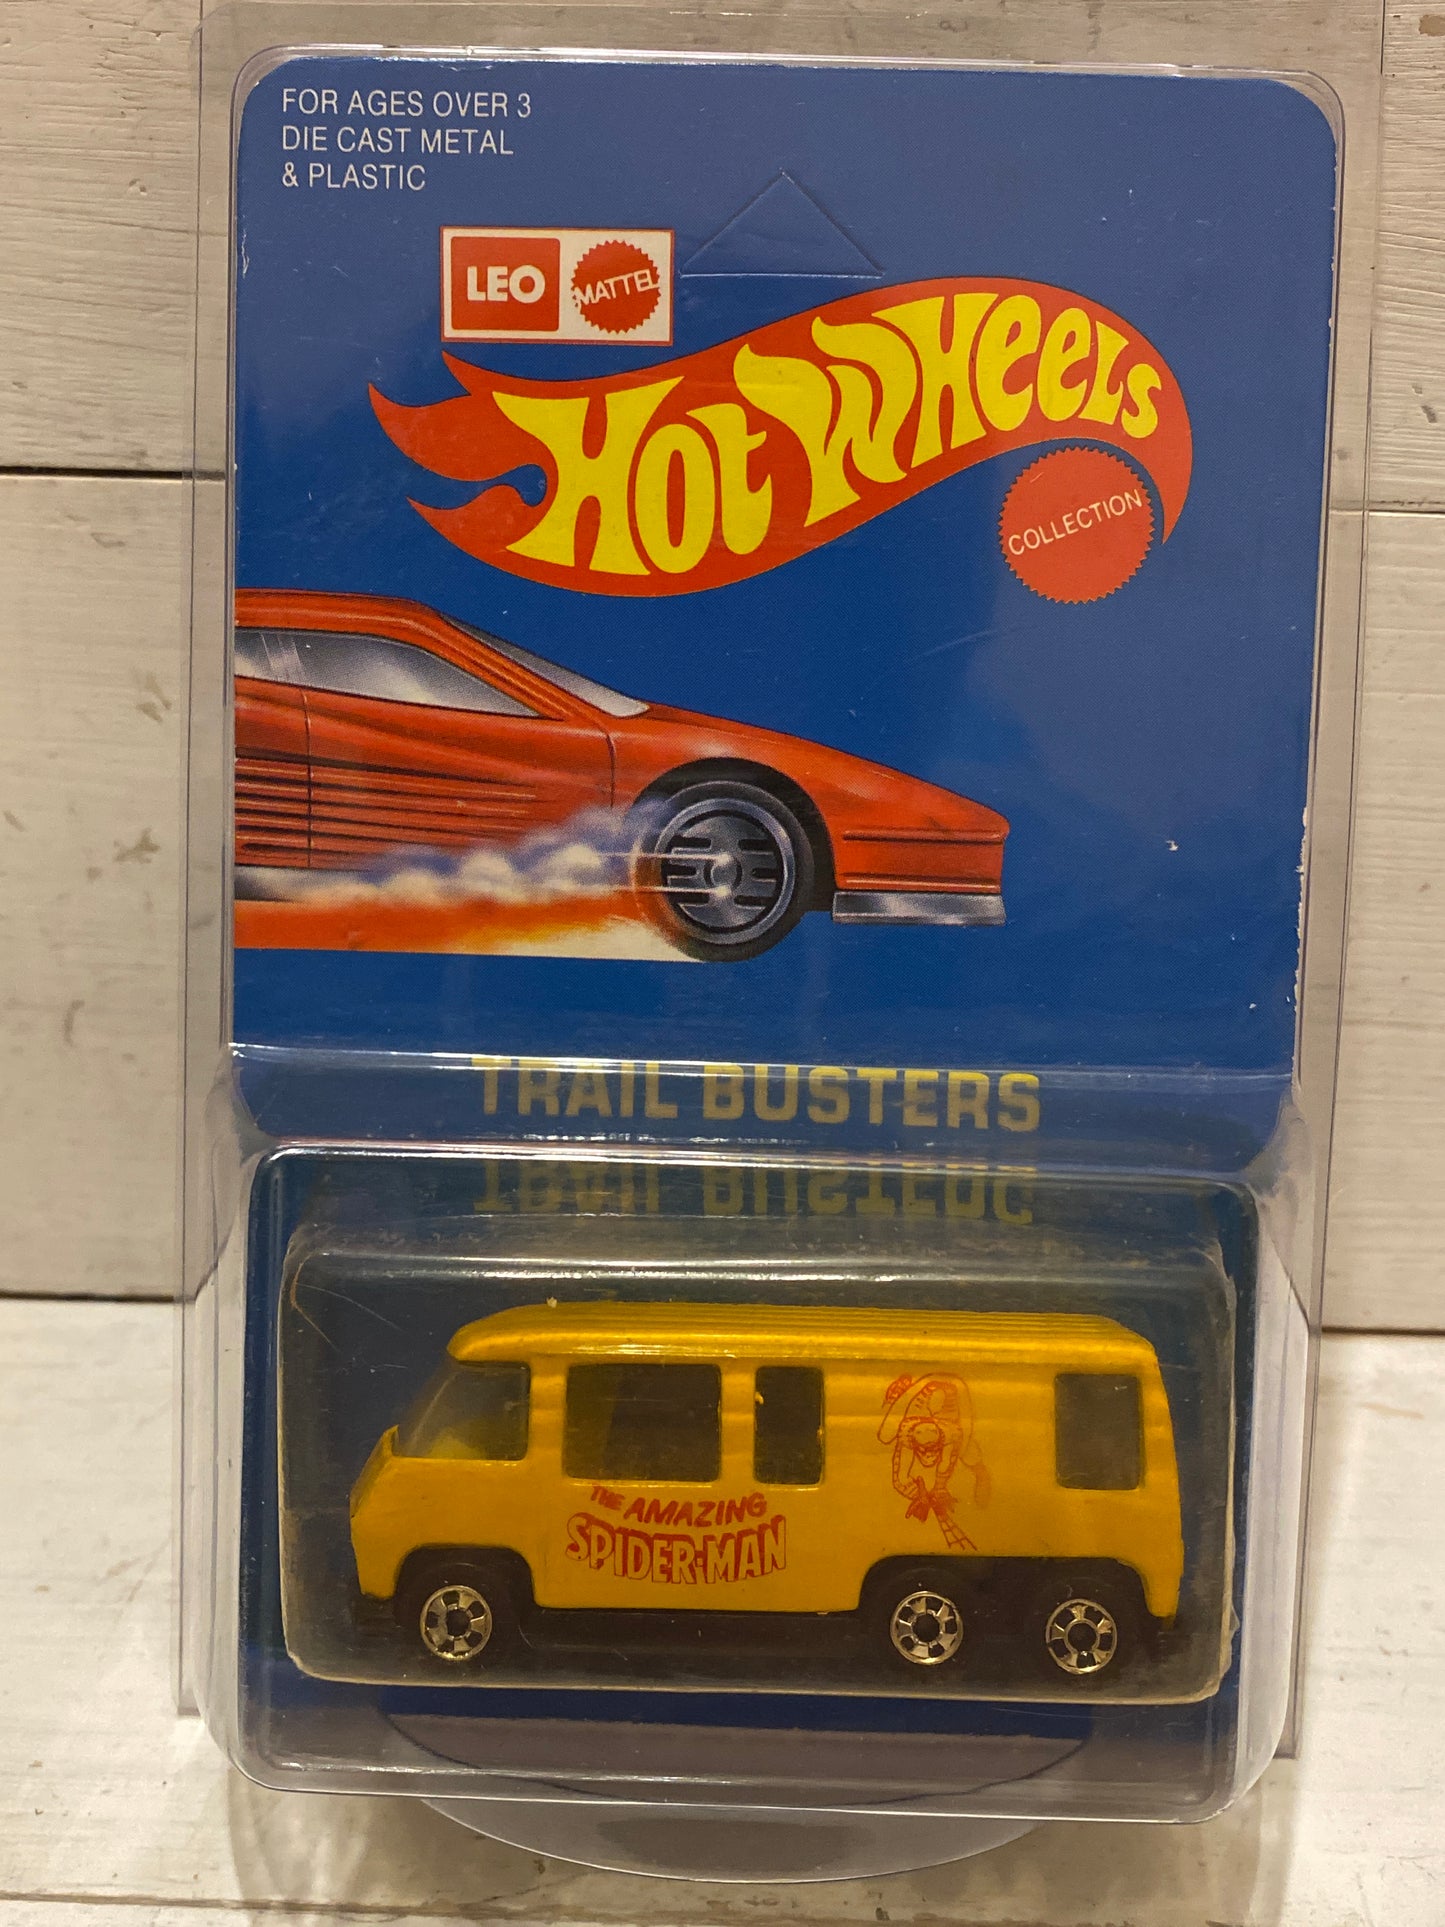 FOR AGES OVER 3
DIE CAST METAL
& PLASTIC
LEO
MATTEL
HOT WHEELS
COLLECTION
TRAIL BUSTERS
THE AMAZING
SPIDER-MAN